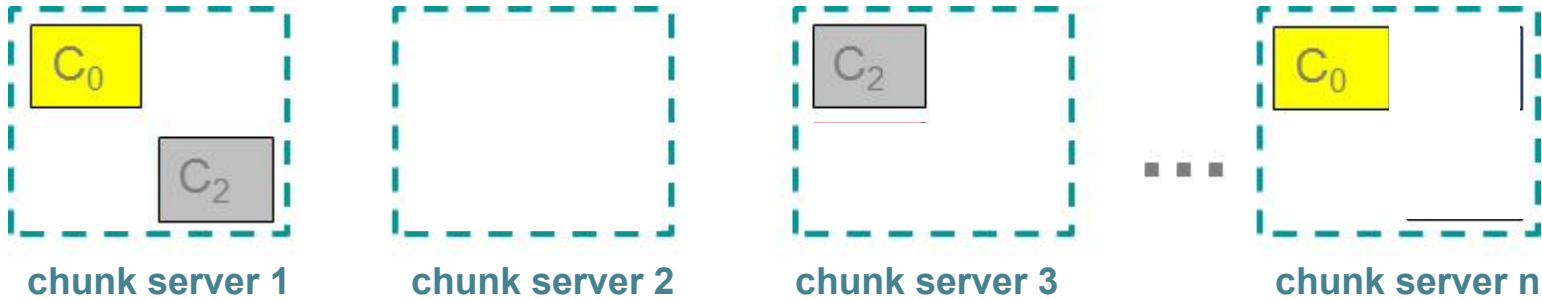 C₀
C₂
C₂
C₀
...
chunk server 1
chunk server 2
chunk server 3
chunk server n